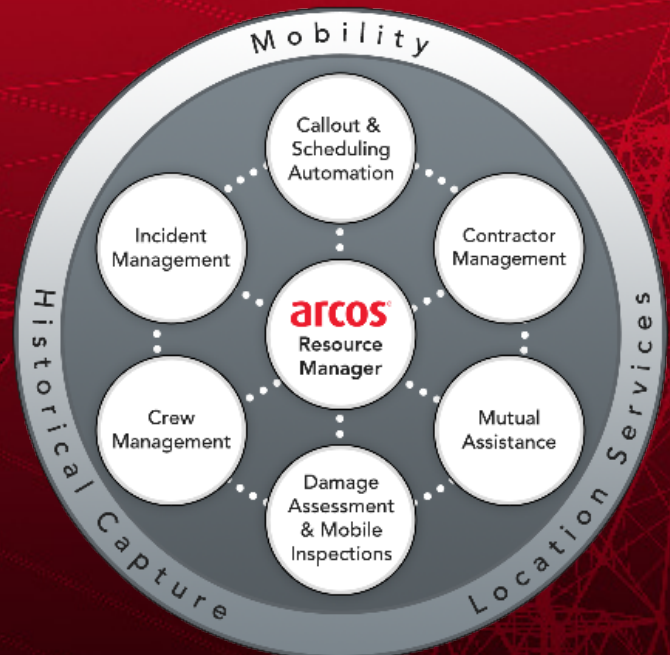 Mobility
Callout &
Scheduling
Automation
Incident
Management
Contractor
Management
arcos®
Resource
Manager
Crew
Management
Mutual
Assistance
Damage
Assessment
& Mobile
Inspections
Historical Capture
Location Services